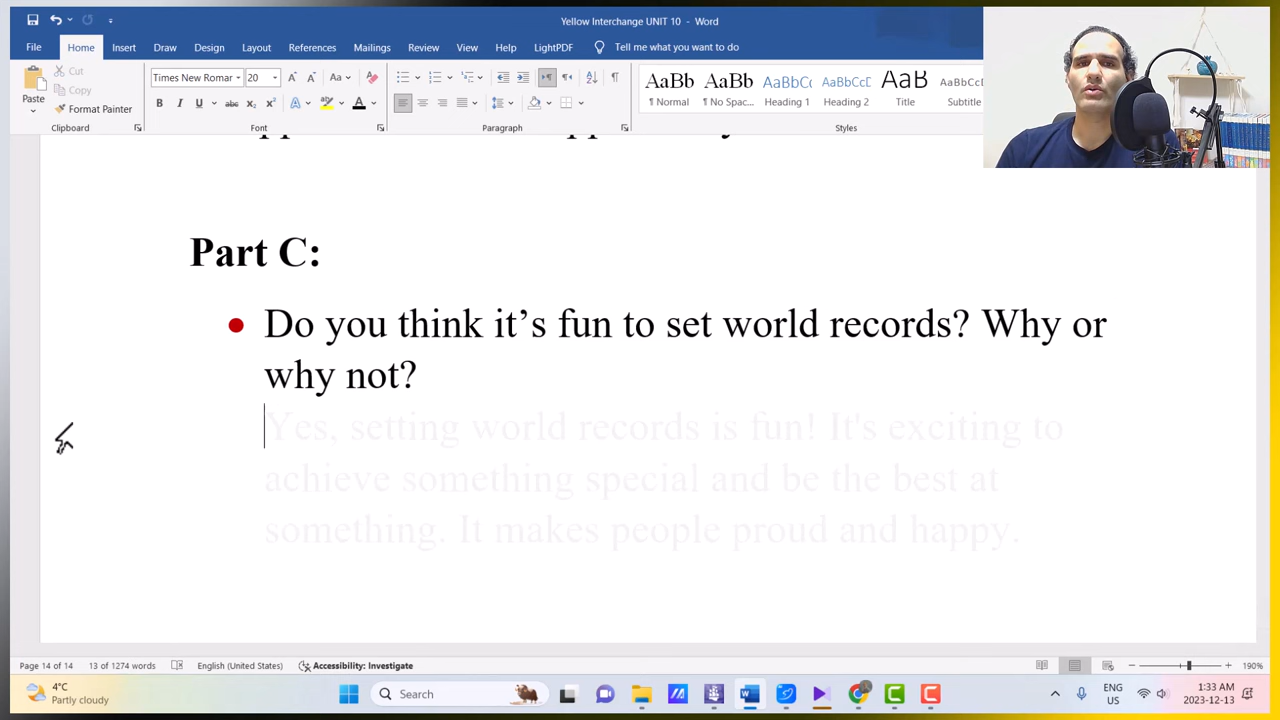 Yellow Interchange UNIT 10 - Word
File Home Insert Draw Design Layout References Mailings Review View Help LightPDF Tell me what you want to do
Paste
Cut
Copy
Format Painter
Times New Romar 20 Aa
AaBb AaBb AaBbCcI AaBbCcE AaB AaBbCcD
¶ Normal ¶ No Spac... Heading 1 Heading 2 Title Subtitle
Clipboard Font Paragraph Styles
Part C:
Do you think it's fun to set world records? Why or
why not?
Yes, setting world records is fun! It's exciting to
achieve something special and be the best at
something. It makes people proud and happy.
Page 14 of 14 13 of 1274 words English (United States) Accessibility: Investigate 190%
4°C
Partly cloudy
Search
ENG
US
1:33 AM
2023-12-13